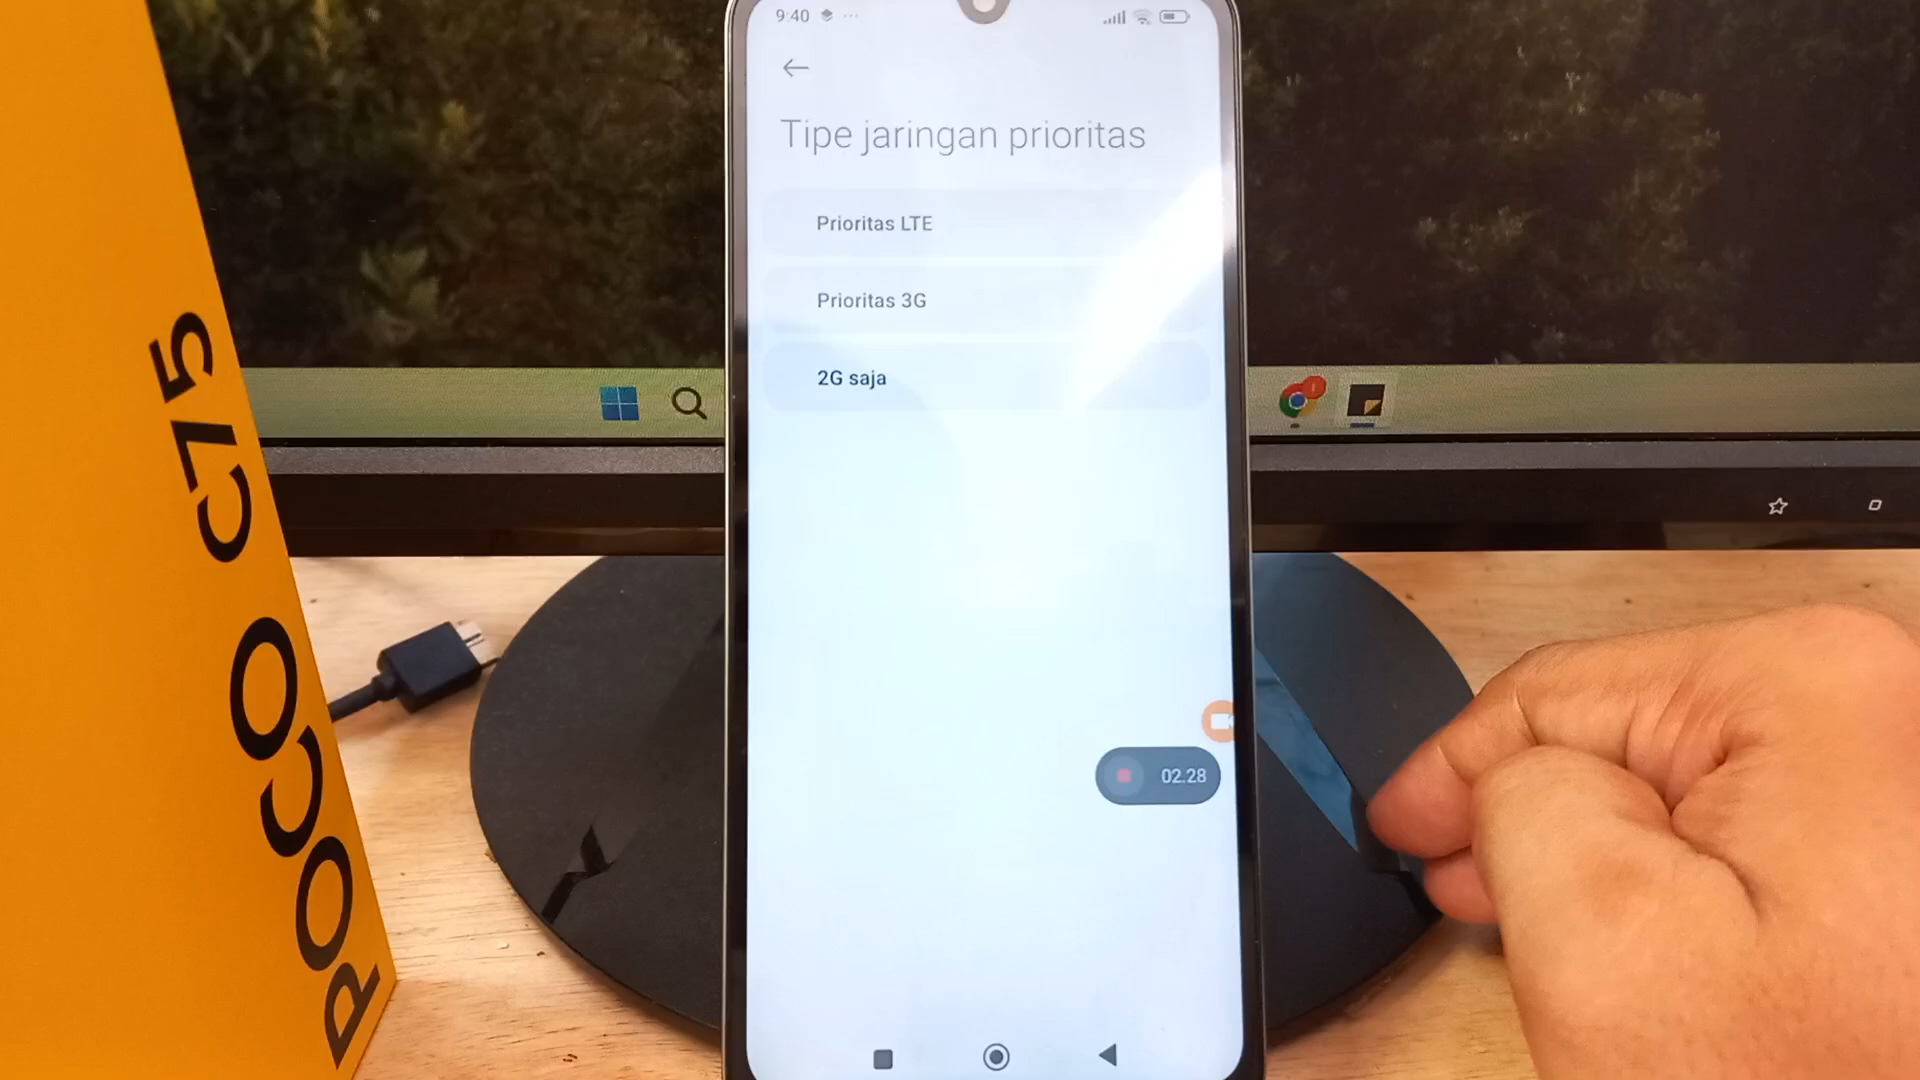 9:40
Tipe jaringan prioritas
Prioritas LTE
Prioritas 3G
2G saja
02.28
POCO C75